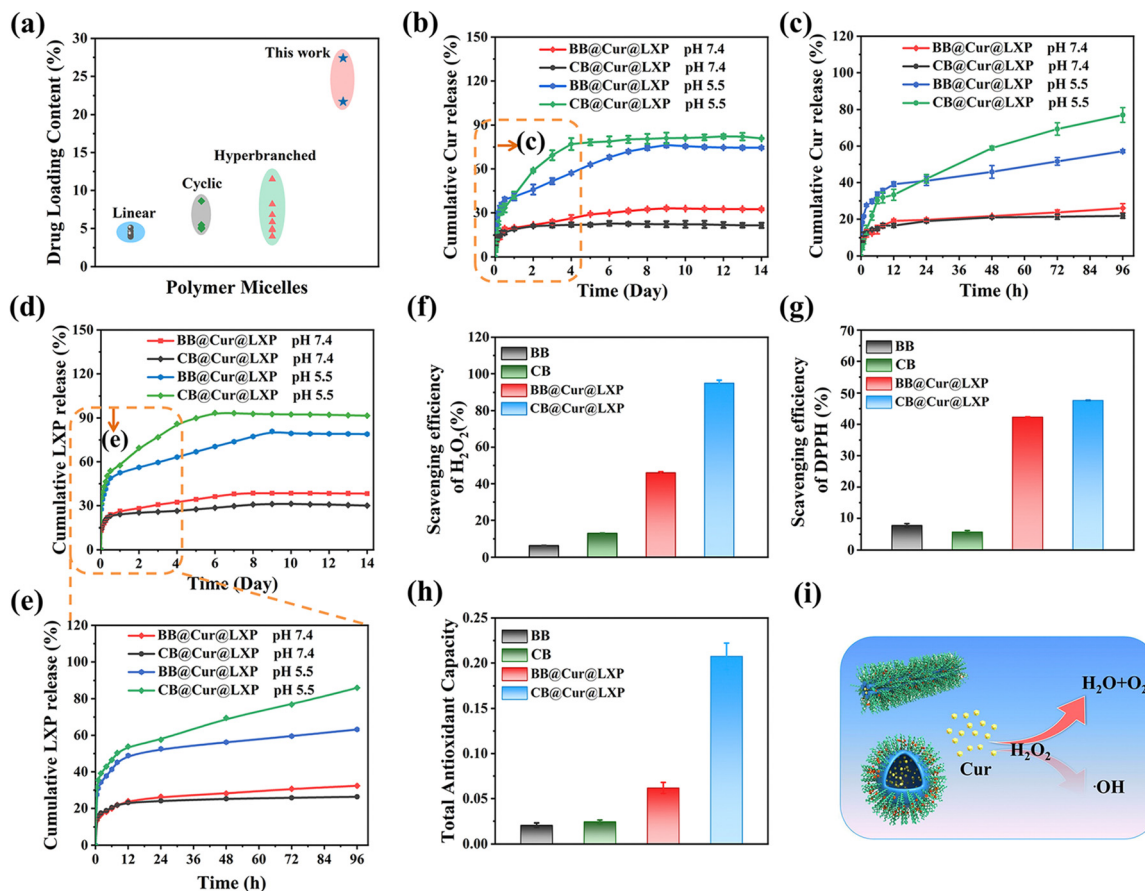 (a)
Drug Loading Content (%)
30
25
20
15
10
5
0
This work
Hyperbranched
Cyclic
Linear
Polymer Micelles
(b)
Cumulative Cur release (%)
150
120
90
60
30
0
BB@Cur@LXP pH 7.4
CB@Cur@LXP pH 7.4
BB@Cur@LXP pH 5.5
CB@Cur@LXP pH 5.5
(c)
0 2 4 6 8 10 12 14
Time (Day)
(c)
Cumulative Cur release (%)
120
100
80
60
40
20
0
BB@Cur@LXP pH 7.4
CB@Cur@LXP pH 7.4
BB@Cur@LXP pH 5.5
CB@Cur@LXP pH 5.5
0 12 24 36 48 60 72 84 96
Time (h)
(d)
Cumulative LXP release (%)
150
120
90
60
30
0
BB@Cur@LXP pH 7.4
CB@Cur@LXP pH 7.4
BB@Cur@LXP pH 5.5
CB@Cur@LXP pH 5.5
(e)
0 2 4 6 8 10 12 14
Time (Day)
(f)
Scavenging efficiency
of H₂O₂(%)
120
100
80
60
40
20
0
BB
CB
BB@Cur@LXP
CB@Cur@LXP
(g)
Scavenging efficiency
of DPPH (%)
70
60
50
40
30
20
10
0
BB
CB
BB@Cur@LXP
CB@Cur@LXP
(e)
Cumulative LXP release (%)
120
100
80
60
40
20
0
BB@Cur@LXP pH 7.4
CB@Cur@LXP pH 7.4
BB@Cur@LXP pH 5.5
CB@Cur@LXP pH 5.5
0 12 24 36 48 60 72 84 96
Time (h)
(h)
Total Antioxidant Capacity
0.25
0.20
0.15
0.10
0.05
0.00
BB
CB
BB@Cur@LXP
CB@Cur@LXP
(i)
H₂O+O₂
H₂O₂
Cur
·OH